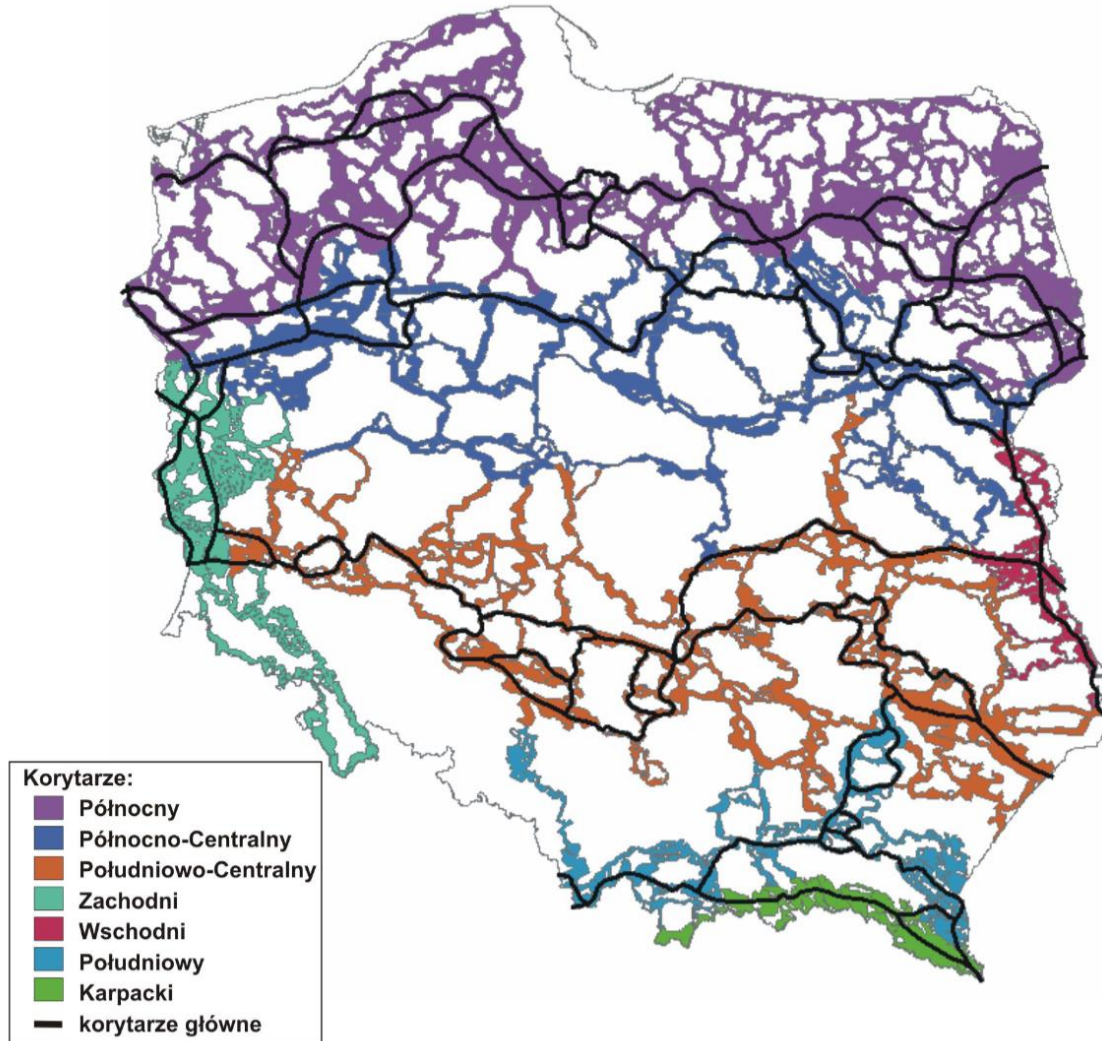 Korytarze:
Północny
Północno-Centralny
Południowo-Centralny
Zachodni
Wschodni
Południowy
Karpacki
korytarze główne